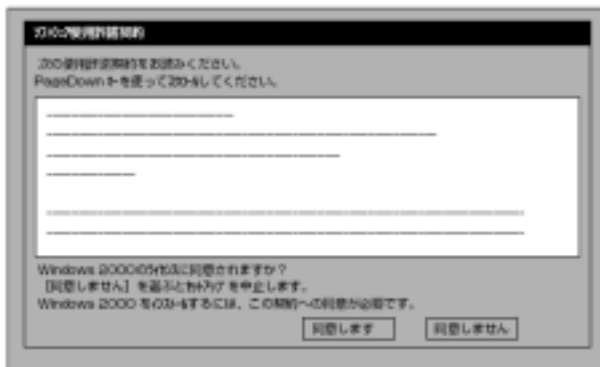 ソフトウェア使用許諾契約
次の使用許諾契約をお読みください。
PageDown キーを使ってスクロールしてください。
Windows 2000のライセンスに同意されますか？
［同意しません］を選ぶとセットアップを中止します。
Windows 2000 をインストールするには、この契約への同意が必要です。
同意します
同意しません